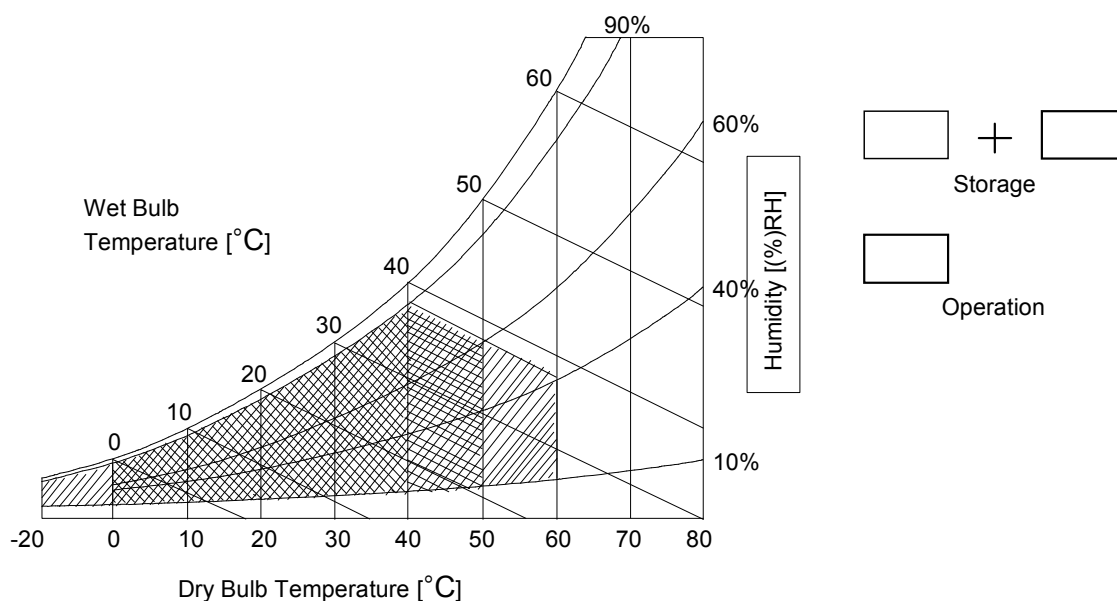 90%
60
60%
50
Wet Bulb
Temperature [°C]
40
40%
30
20
10
0
10%
-20 0 10 20 30 40 50 60 70 80
Dry Bulb Temperature [°C]
Humidity [(%)RH]
+
Storage
Operation